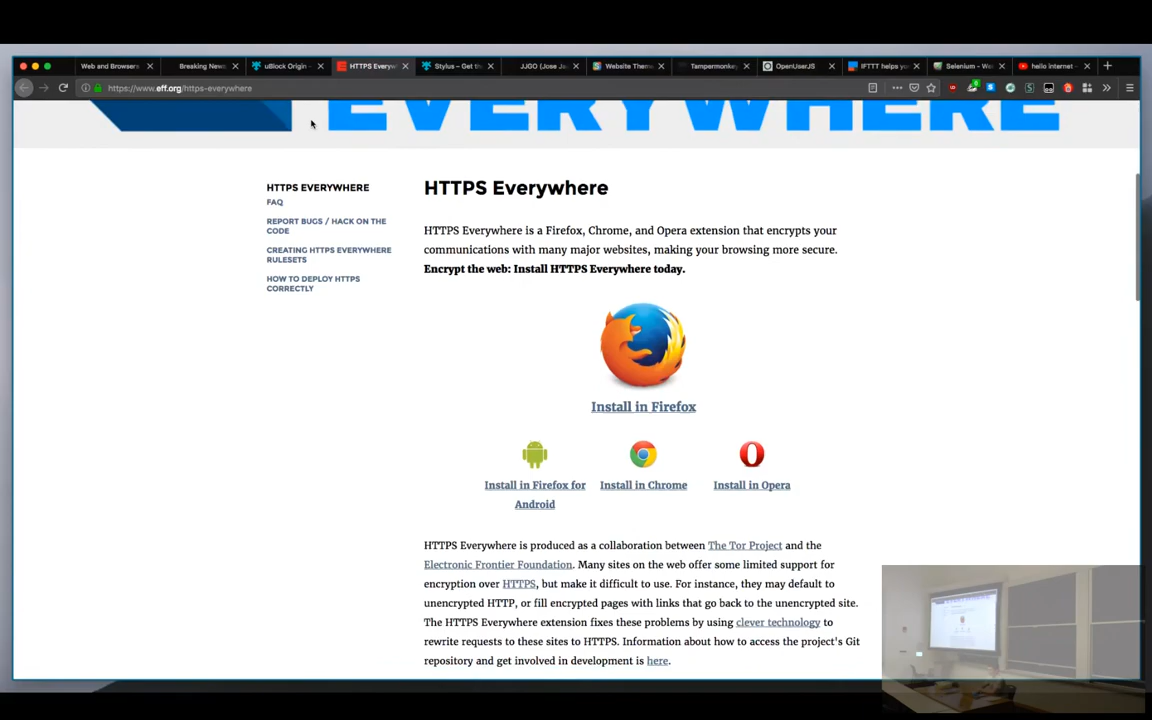 Web and Browsers
Breaking New
uBlock Origin -
HTTPS Everyw
Stylus – Get th
JJGO (Jose Ja
Website Them
Tampermonke
OpenUserJS
IFTTT helps yo
Selenium - We
hello internet -
https://www.eff.org/https-everywhere
EVERYWHERE
HTTPS EVERYWHERE
FAQ
REPORT BUGS / HACK ON THE
CODE
CREATING HTTPS EVERYWHERE
RULESETS
HOW TO DEPLOY HTTPS
CORRECTLY
HTTPS Everywhere
HTTPS Everywhere is a Firefox, Chrome, and Opera extension that encrypts your
communications with many major websites, making your browsing more secure.
Encrypt the web: Install HTTPS Everywhere today.
Install in Firefox
Install in Firefox for
Android
Install in Chrome
Install in Opera
HTTPS Everywhere is produced as a collaboration between The Tor Project and the
Electronic Frontier Foundation. Many sites on the web offer some limited support for
encryption over HTTPS, but make it difficult to use. For instance, they may default to
unencrypted HTTP, or fill encrypted pages with links that go back to the unencrypted site.
The HTTPS Everywhere extension fixes these problems by using clever technology to
rewrite requests to these sites to HTTPS. Information about how to access the project's Git
repository and get involved in development is here.